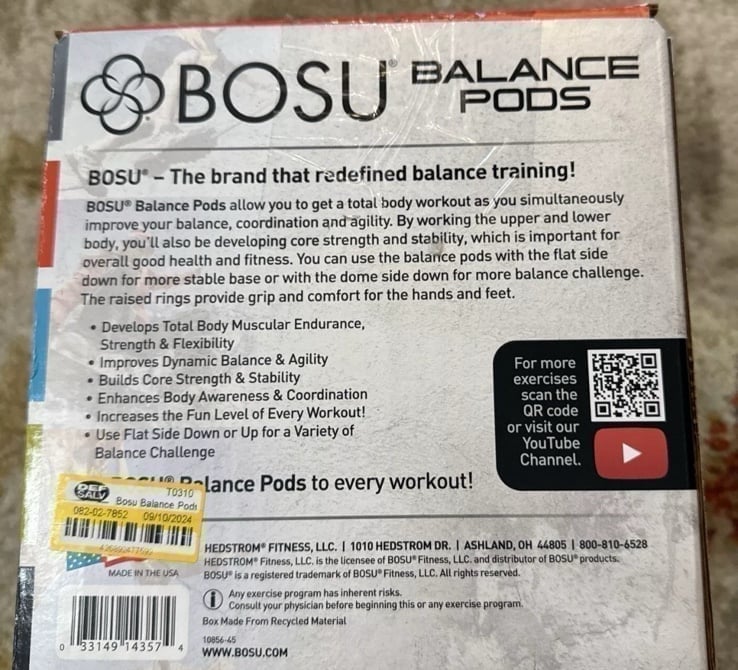 BOSU® BALANCE
PODS
BOSU® – The brand that redefined balance training!
BOSU® Balance Pods allow you to get a total body workout as you simultaneously
improve your balance, coordination and agility. By working the upper and lower
body, you'll also be developing core strength and stability, which is important for
overall good health and fitness. You can use the balance pods with the flat side
down for more stable base or with the dome side down for more balance challenge.
The raised rings provide grip and comfort for the hands and feet.
• Develops Total Body Muscular Endurance,
Strength & Flexibility
• Improves Dynamic Balance & Agility
• Builds Core Strength & Stability
• Enhances Body Awareness & Coordination
• Increases the Fun Level of Every Workout!
• Use Flat Side Down or Up for a Variety of
Balance Challenge
For more
exercises
scan the
QR code
or visit our
YouTube
Channel.
Balance Pods to every workout!
T0310
Bosu Balance Pods
082-02-7852 09/10/2024
MADE IN THE USA
HEDSTROM® FITNESS, LLC. | 1010 HEDSTROM DR. | ASHLAND, OH 44805 | 800-810-6528
HEDSTROM® Fitness, LLC. is the licensee of BOSU® Fitness, LLC. and distributor of BOSU® products.
BOSU® is a registered trademark of BOSU® Fitness, LLC. All rights reserved.
Any exercise program has inherent risks.
Consult your physician before beginning this or any exercise program.
Box Made From Recycled Material
10856-45
WWW.BOSU.COM
0 33149 14357 4